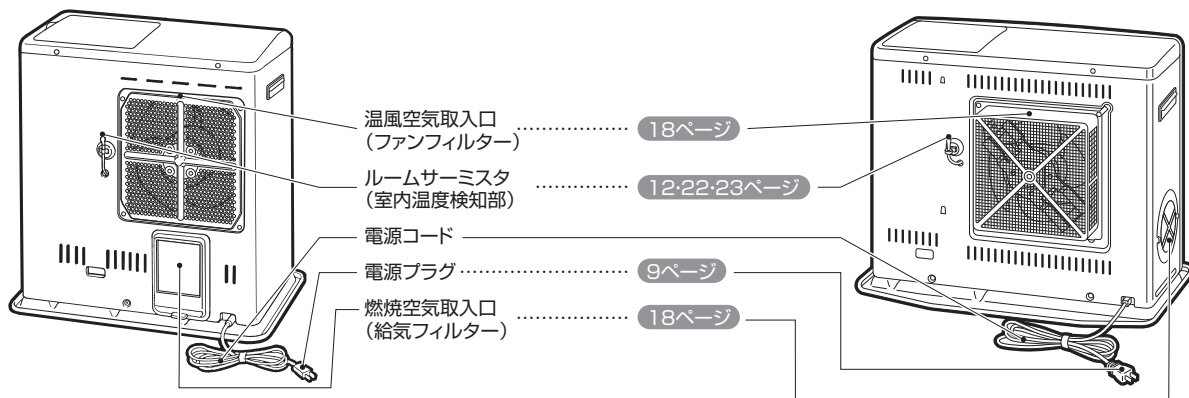 温風空気取入口 ……………… 18ページ
(ファンフィルター)
ルームサーミスタ ……………… 12・22・23ページ
(室内温度検知部)
電源コード
電源プラグ ……………………… 9ページ
燃焼空気取入口 ……………… 18ページ
(給気フィルター)